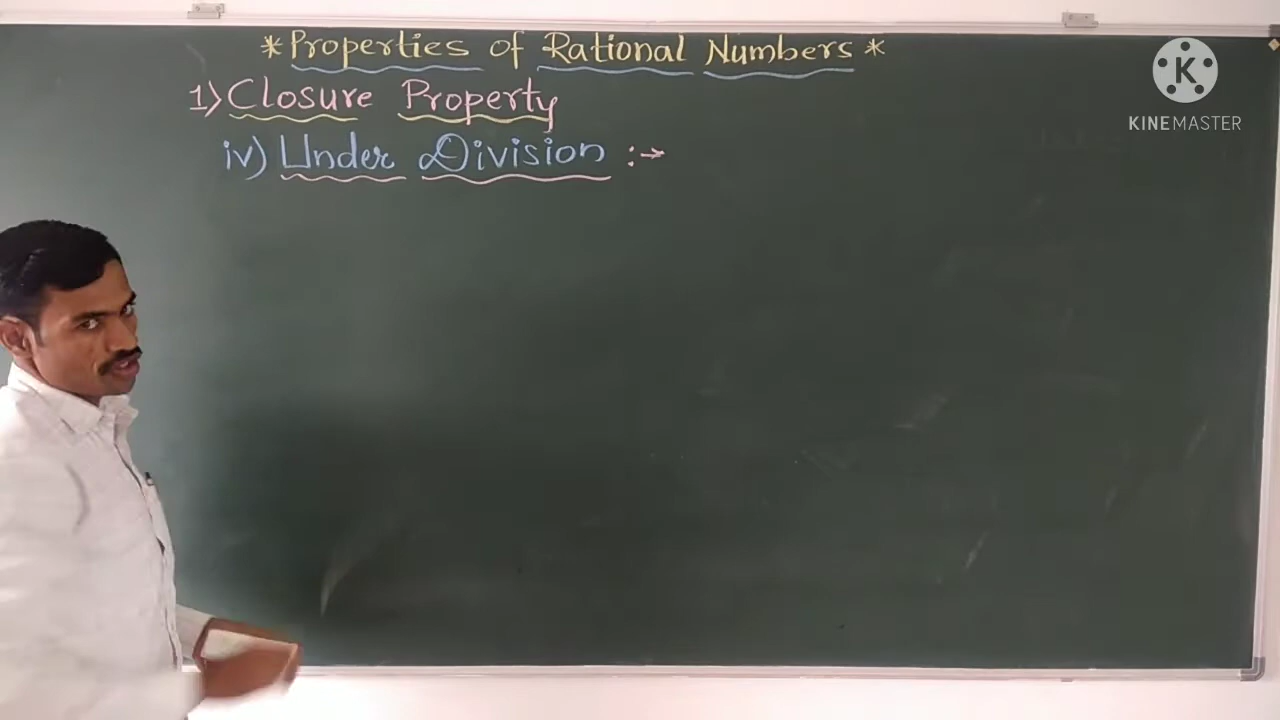 *Properties of Rational Numbers*
1) Closure Property
iv) Under Division :→
K
KINEMASTER